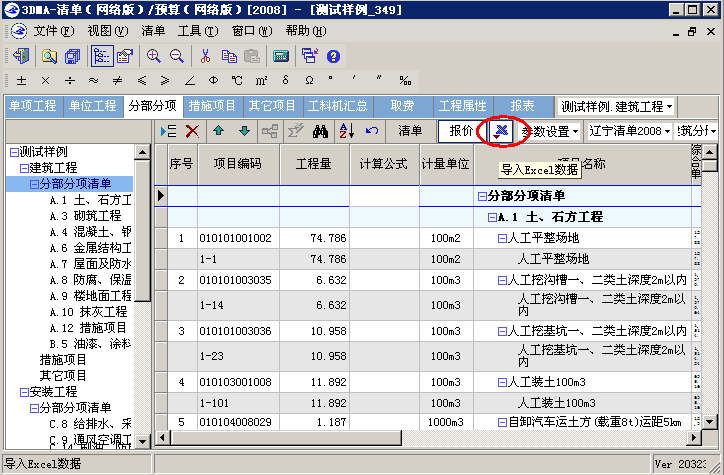 3DMA-清单(网络版)/预算(网络版)[2008] - [测试样例_349]
文件(F) 视图(V) 清单 工具(T) 窗口(W) 帮助(H)
± × ÷ ≠ ≤ ≥ ∠ Φ ℃ m² δ Ω ° ′ ″ ‰
单项工程 单位工程 分部分项 措施项目 其它项目 工料机汇总 取费 工程属性 报表 测试样例.建筑工程
清单 报价 参数设置 辽宁清单2008
导入Excel数据
测试样例
建筑工程
分部分项清单
A.1 土、石方工
A.3 砌筑工程
A.4 混凝土、钢
A.6 金属结构工
A.7 屋面及防水
A.8 防腐、保温
A.9 楼地面工程
A.10 抹灰工程
A.12 措施项目
B.5 油漆、涂料
措施项目
其它项目
安装工程
分部分项清单
C.8 给排水、采
C.9 通风空调工
序号 项目编码 工程量 计算公式 计量单位 项目名称 综合单
分部分项清单
A.1 土、石方工程
1 010101001002 74.786 100m2 人工平整场地
1-1 74.786 100m2 人工平整场地
2 010101003035 6.632 100m3 人工挖沟槽一、二类土深度2m以内
1-14 6.632 100m3 人工挖沟槽一、二类土深度2m以
内
3 010101003036 10.958 100m3 人工挖基坑一、二类土深度2m以内
1-23 10.958 100m3 人工挖基坑一、二类土深度2m以
内
4 010103001008 11.892 100m3 人工装土100m3
1-101 11.892 100m3 人工装土100m3
5 010104008029 1.187 1000m3 自卸汽车运土方(载重8t)运距5km
导入Excel数据 Ver 20323